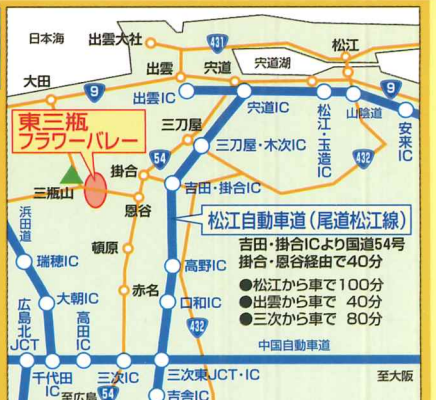 日本海
出雲大社
431
松江
宍道湖
出雲
宍道
大田
9
9
出雲IC
宍道IC
松江・玉造IC
山陰道
安来IC
東三瓶
フラワーバレー
三刀屋
三刀屋・木次IC
54
432
掛合
吉田・掛合IC
三瓶山
恩谷
松江自動車道(尾道松江線)
吉田・掛合ICより国道54号
掛合・恩谷経由で40分
●松江から車で100分
●出雲から車で 40分
●三次から車で 80分
浜田道
頓原
瑞穂IC
高野IC
赤名
大朝IC
口和IC
広島北JCT
高田IC
432
中国自動車道
千代田IC
三次IC
三次東JCT・IC
至大阪
至広島
54
吉舎IC